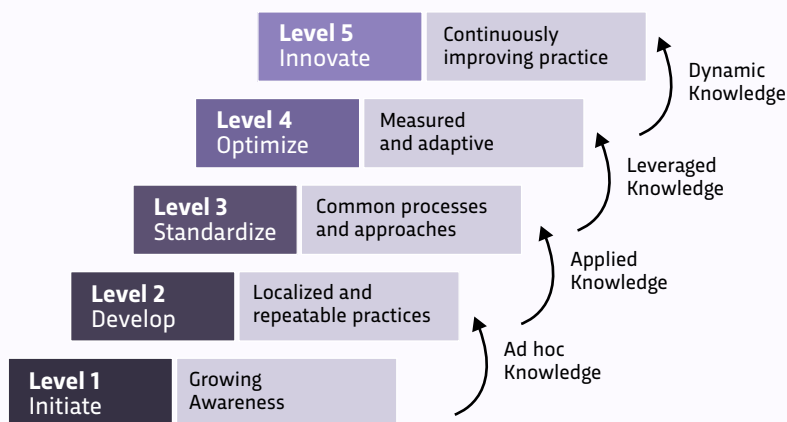 Level 5
Innovate
Continuously
improving practice
Dynamic
Knowledge
Level 4
Optimize
Measured
and adaptive
Leveraged
Knowledge
Level 3
Standardize
Common processes
and approaches
Applied
Knowledge
Level 2
Develop
Localized and
repeatable practices
Ad hoc
Knowledge
Level 1
Initiate
Growing
Awareness